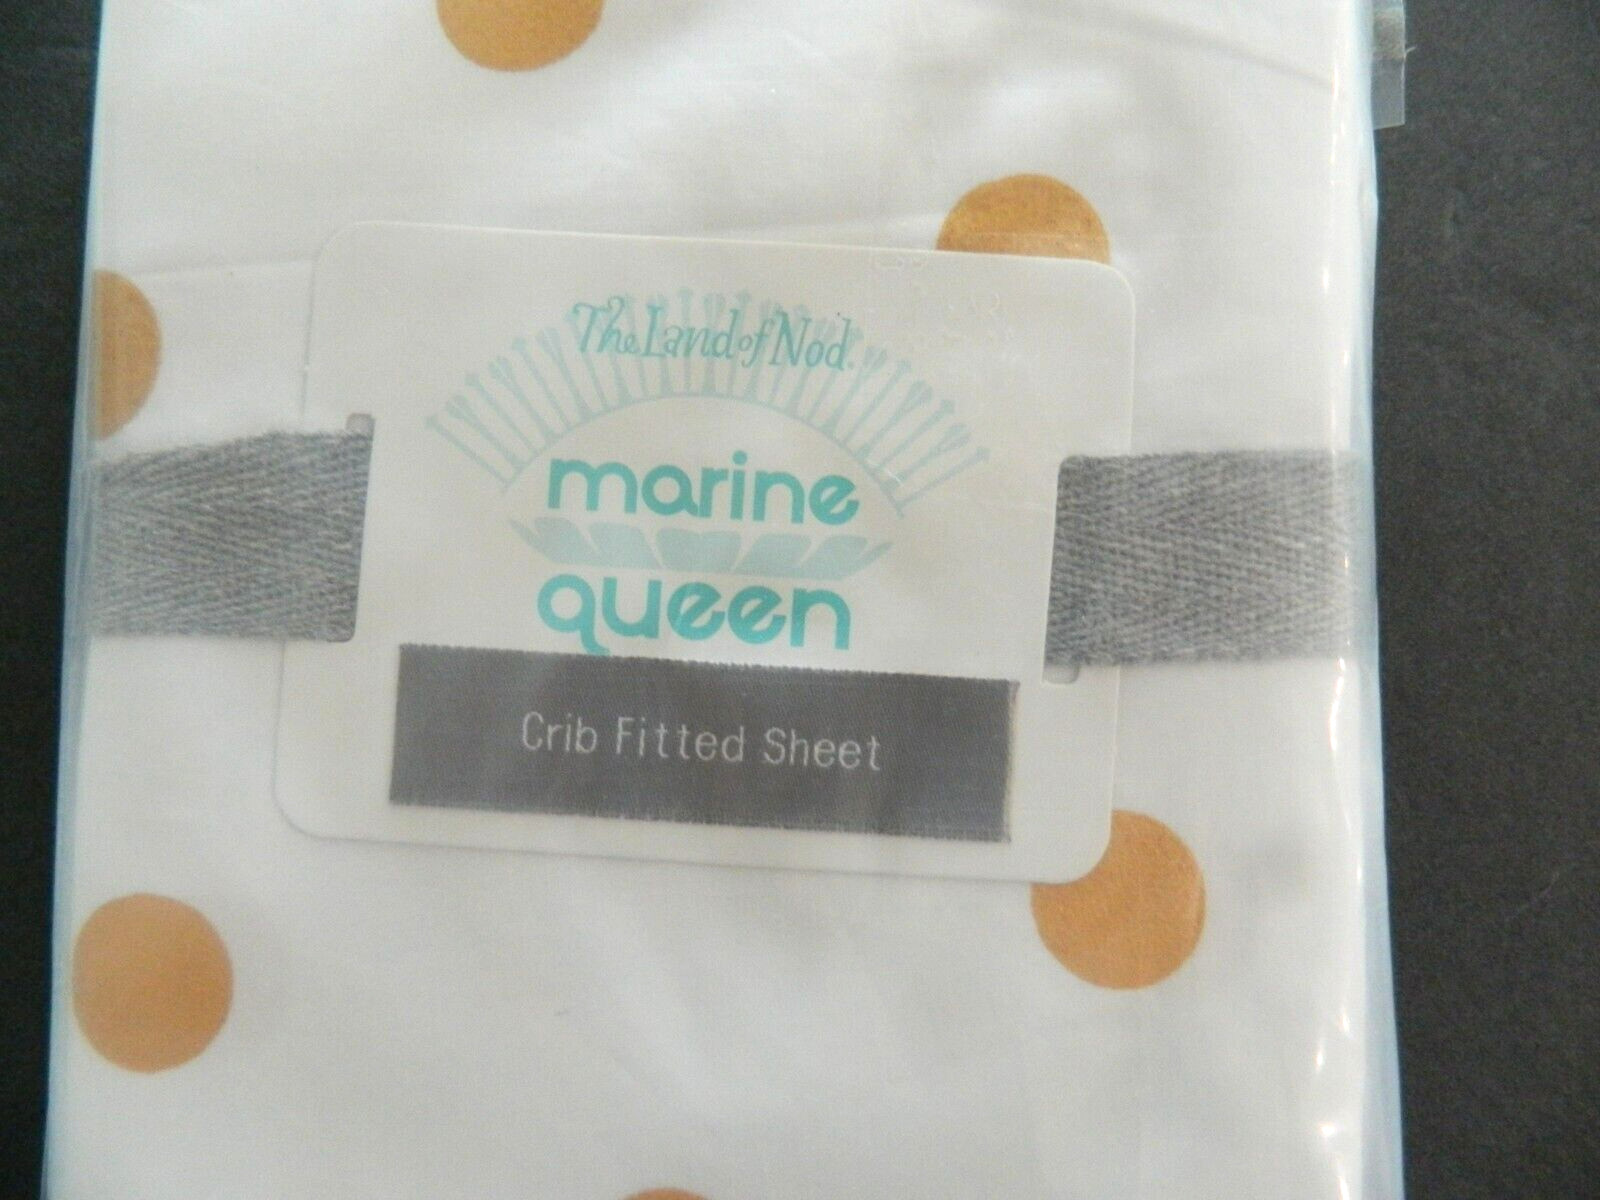 The Land of Nod.
marine
queen
Crib Fitted Sheet